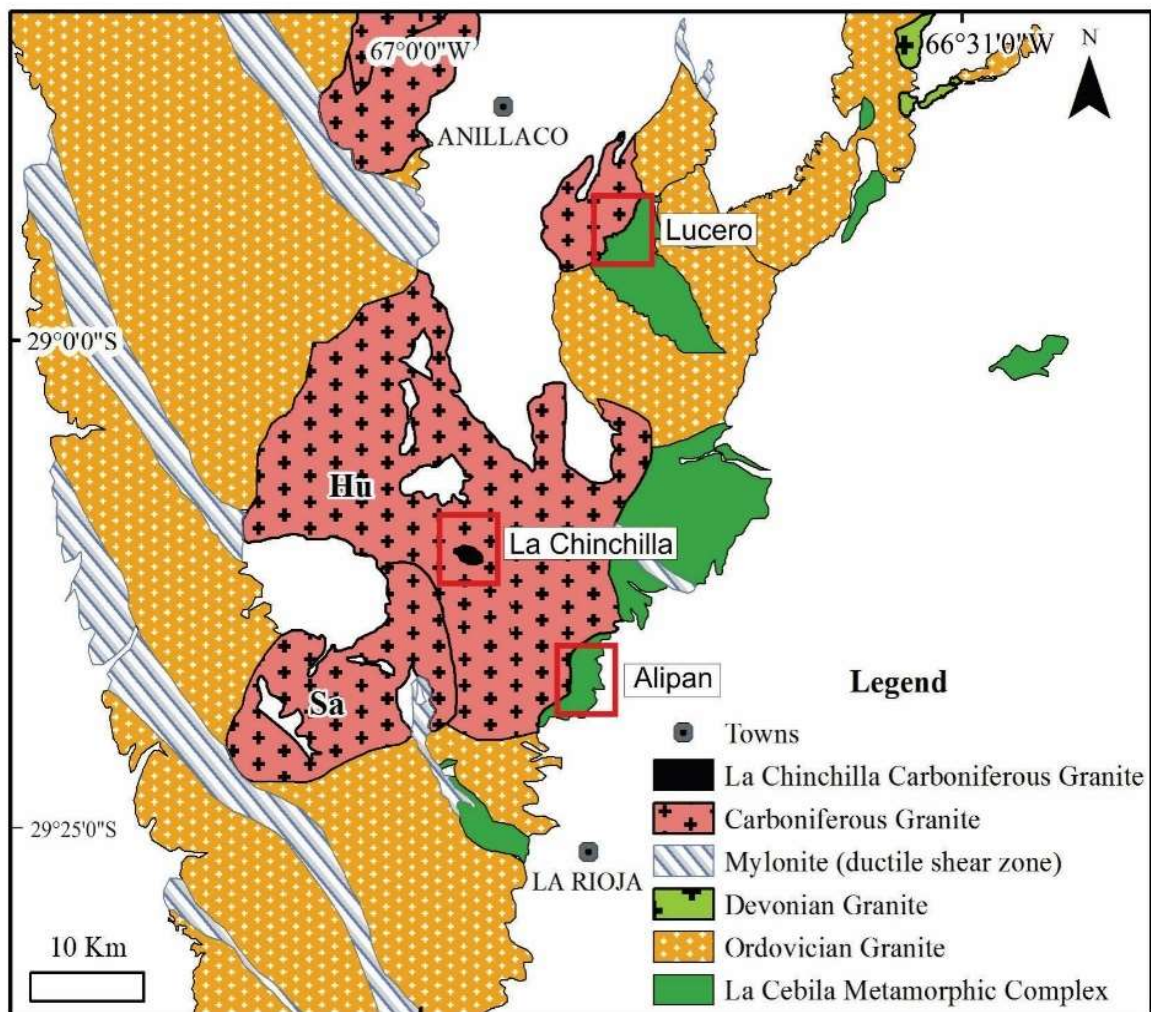 67°0'0"W
66°31'0"W
N
ANILLACO
Lucero
29°0'0"S
Hu
La Chinchilla
Sa
Alipan
29°25'0"S
LA RIOJA
10 Km
Legend
Towns
La Chinchilla Carboniferous Granite
Carboniferous Granite
Mylonite (ductile shear zone)
Devonian Granite
Ordovician Granite
La Cebila Metamorphic Complex